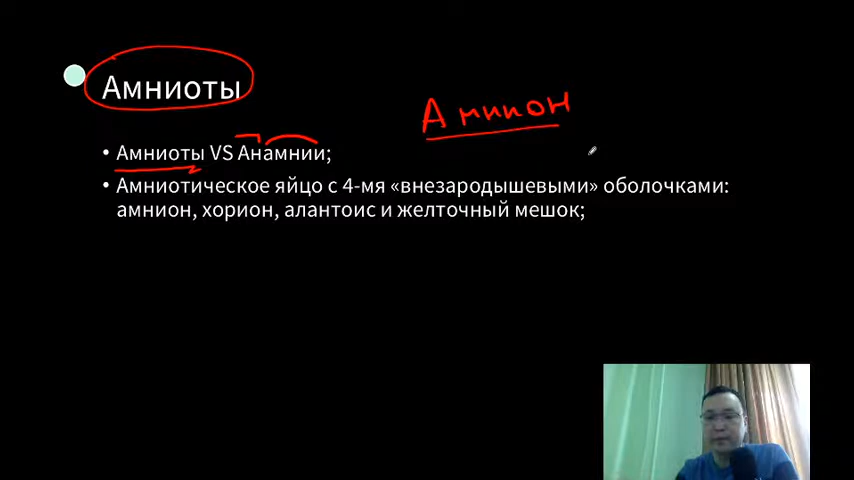 Амниоты
Амнион
• Амниоты VS Анамнии;
• Амниотическое яйцо с 4-мя «внезародышевыми» оболочками:
амнион, хорион, алантоис и желточный мешок;